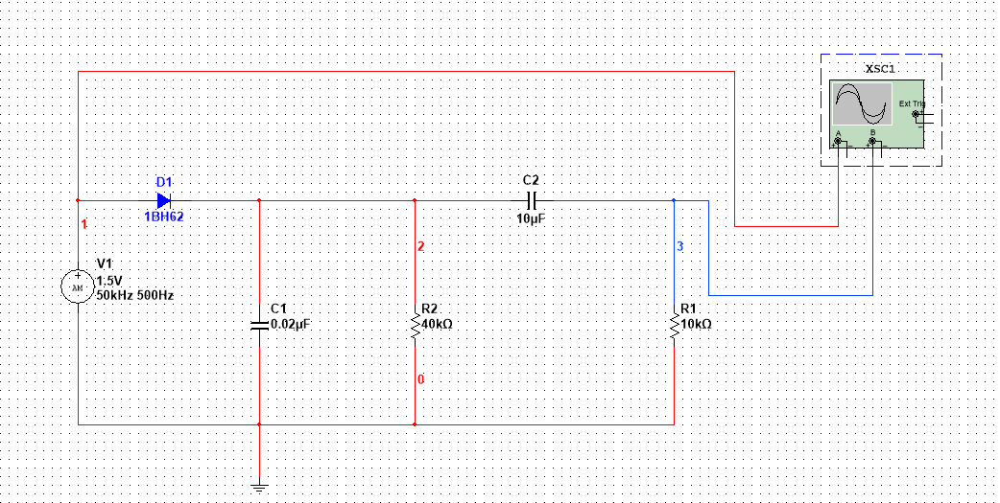 XSC1
Ext Trig
+
−
A
B
+
−
+
−
D1
1BH62
C2
10µF
1
2
3
V1
+
AM
1.5V
50kHz 500Hz
C1
0.02µF
R2
40kΩ
R1
10kΩ
0